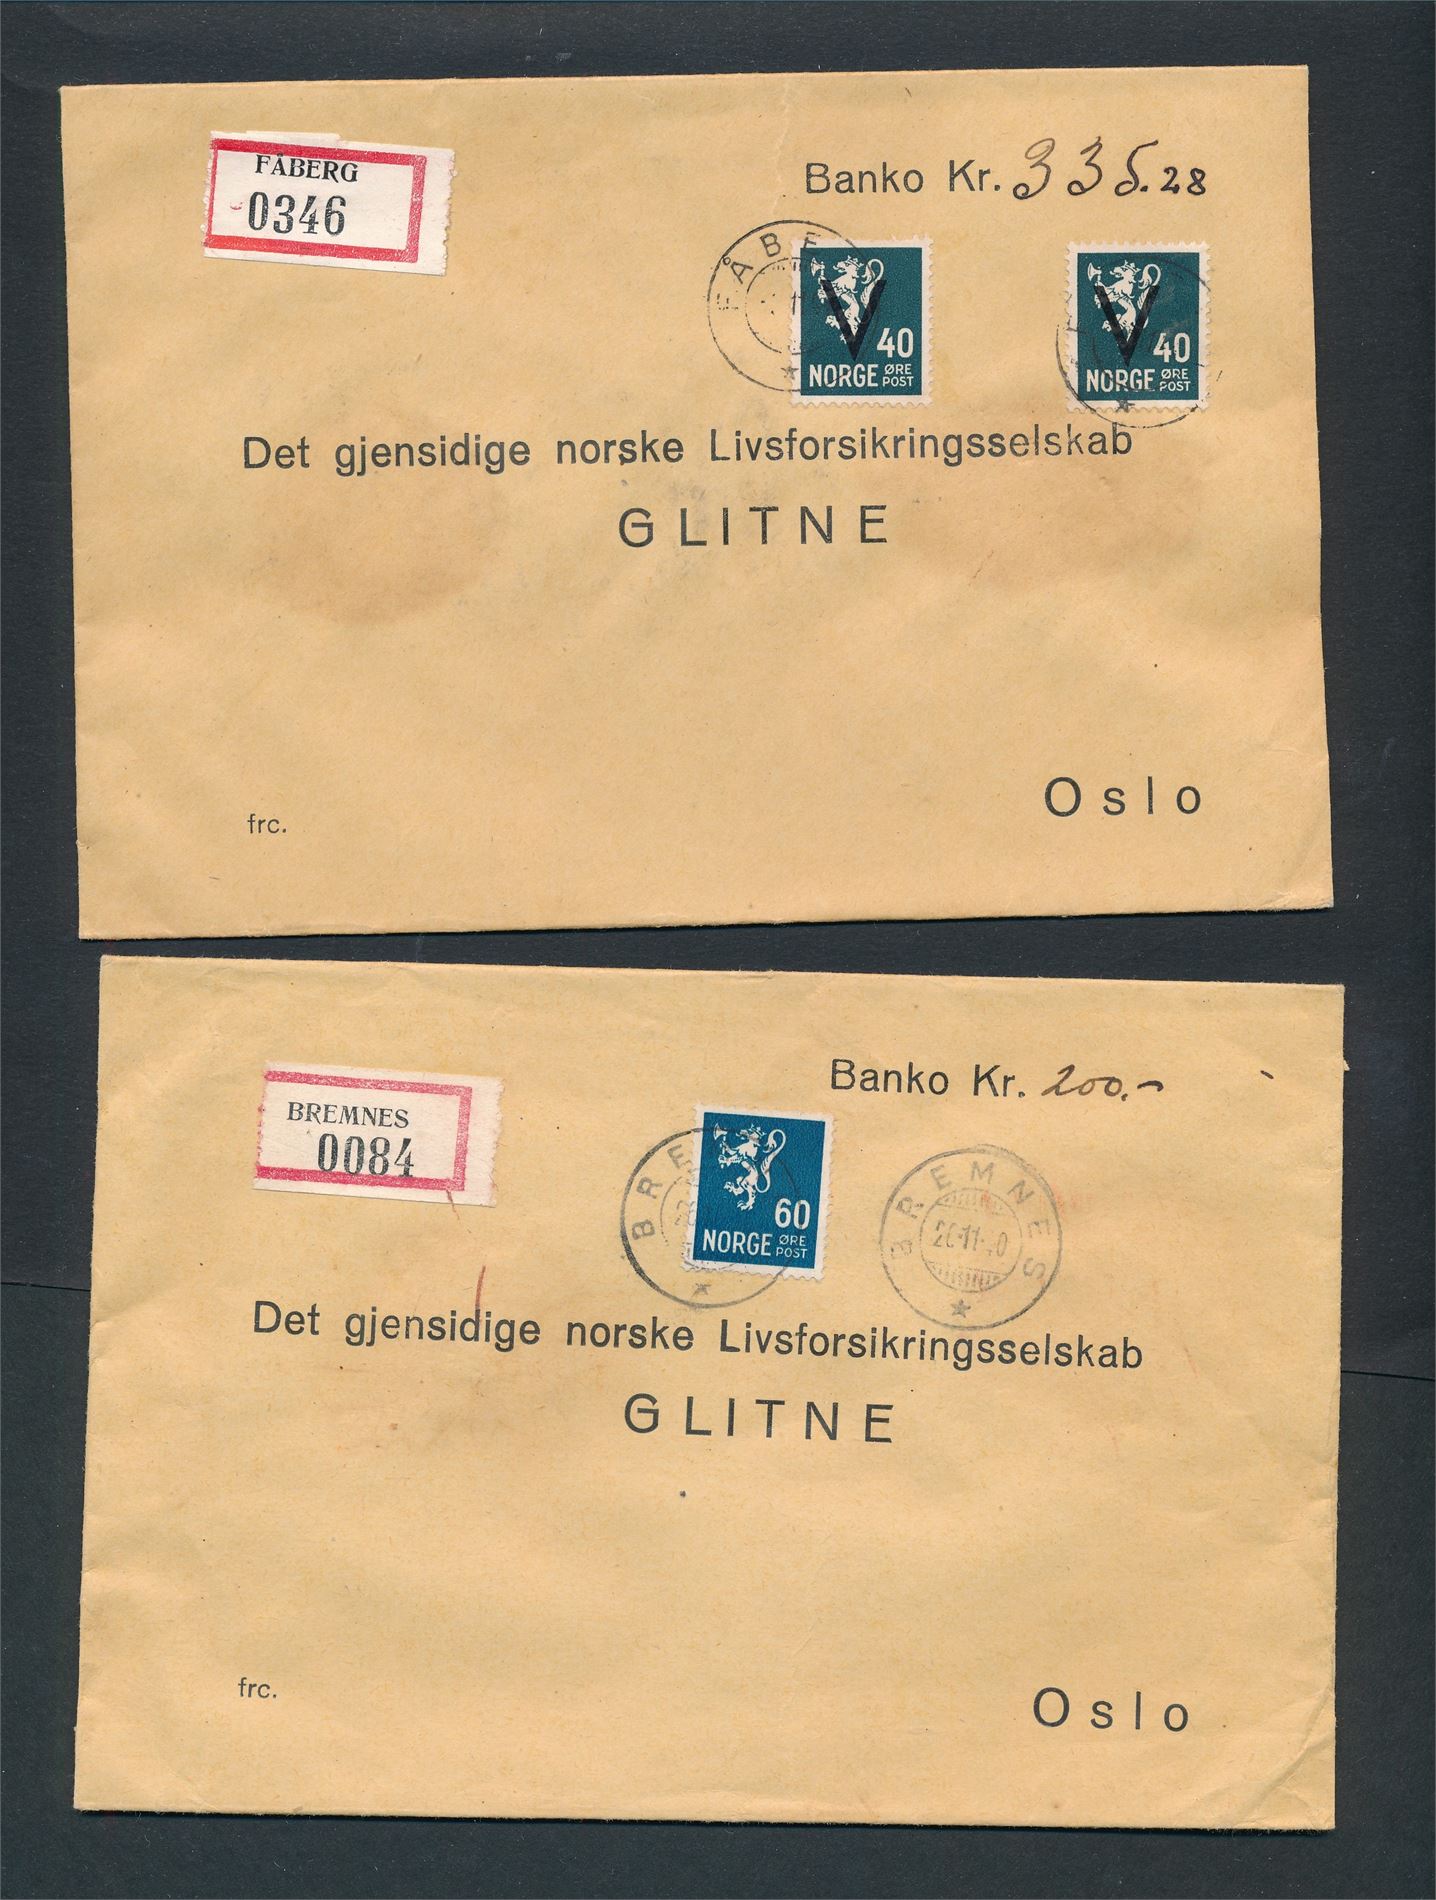 FÅBERG
0346
Banko Kr. 335.28
FÅBE
V
40
NORGE ØRE POST
V
40
NORGE ØRE POST
Det gjensidige norske Livsforsikringsselskab
GLITNE
Oslo
frc.
BREMNES
0084
Banko Kr. 200.-
BRE
60
NORGE ØRE POST
BREMNES
Det gjensidige norske Livsforsikringsselskab
GLITNE
frc.
Oslo